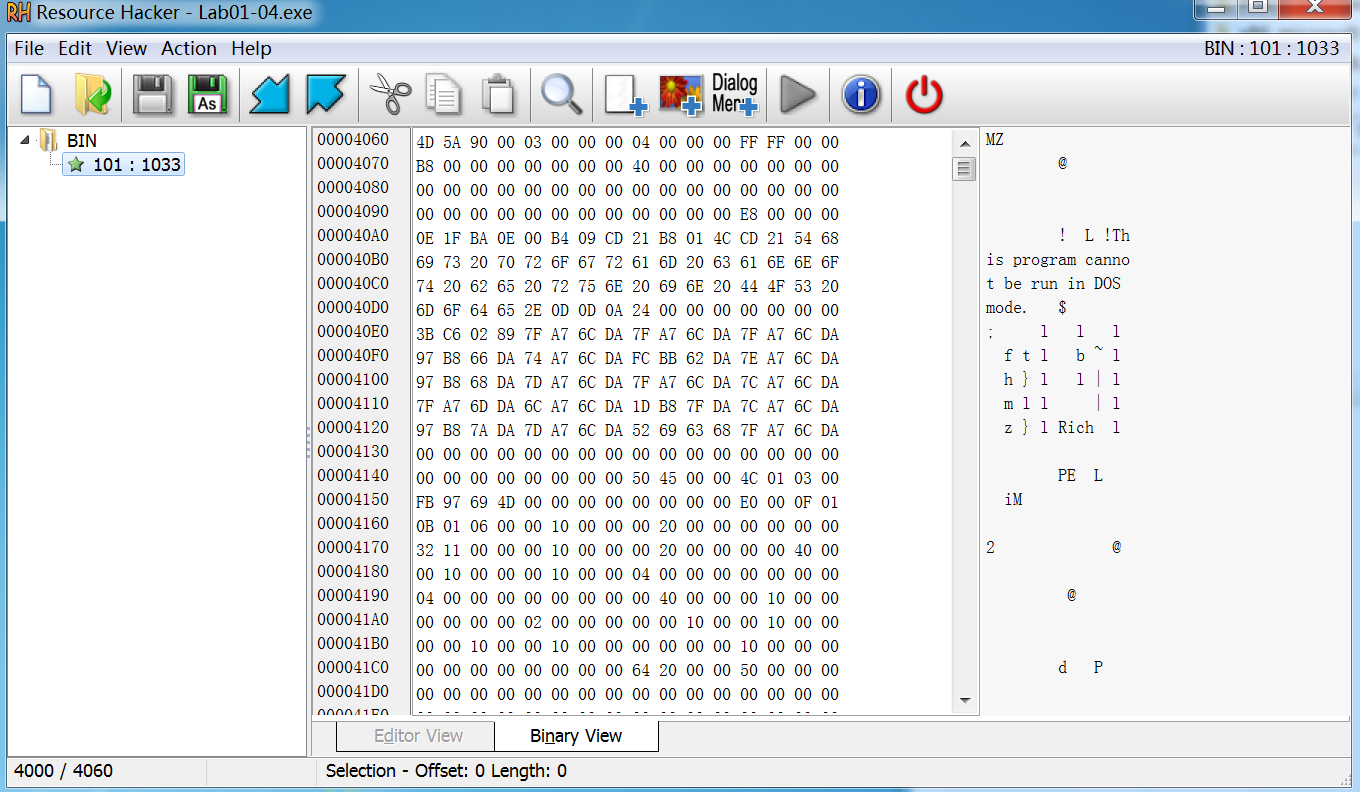 RH Resource Hacker - Lab01-04.exe
File Edit View Action Help BIN : 101 : 1033
As
Dialog
Menu
BIN
101 : 1033
00004060 4D 5A 90 00 03 00 00 00 04 00 00 00 FF FF 00 00 MZ
00004070 B8 00 00 00 00 00 00 00 40 00 00 00 00 00 00 00 @
00004080 00 00 00 00 00 00 00 00 00 00 00 00 00 00 00 00
00004090 00 00 00 00 00 00 00 00 00 00 00 00 E8 00 00 00
000040A0 0E 1F BA 0E 00 B4 09 CD 21 B8 01 4C CD 21 54 68 ! L !Th
000040B0 69 73 20 70 72 6F 67 72 61 6D 20 63 61 6E 6E 6F is program canno
000040C0 74 20 62 65 20 72 75 6E 20 69 6E 20 44 4F 53 20 t be run in DOS
000040D0 6D 6F 64 65 2E 0D 0D 0A 24 00 00 00 00 00 00 00 mode. $
000040E0 3B C6 02 89 7F A7 6C DA 7F A7 6C DA 7F A7 6C DA ; l l l
000040F0 97 B8 66 DA 74 A7 6C DA FC BB 62 DA 7E A7 6C DA f t l b ~ l
00004100 97 B8 68 DA 7D A7 6C DA 7F A7 6C DA 7C A7 6C DA h } l l | l
00004110 7F A7 6D DA 6C A7 6C DA 1D B8 7F DA 7C A7 6C DA m l l | l
00004120 97 B8 7A DA 7D A7 6C DA 52 69 63 68 7F A7 6C DA z } l Rich l
00004130 00 00 00 00 00 00 00 00 00 00 00 00 00 00 00 00
00004140 00 00 00 00 00 00 00 00 50 45 00 00 4C 01 03 00 PE L
00004150 FB 97 69 4D 00 00 00 00 00 00 00 00 E0 00 0F 01 iM
00004160 0B 01 06 00 00 10 00 00 00 20 00 00 00 00 00 00
00004170 32 11 00 00 00 10 00 00 00 20 00 00 00 00 40 00 2 @
00004180 00 10 00 00 00 10 00 00 04 00 00 00 00 00 00 00
00004190 04 00 00 00 00 00 00 00 00 40 00 00 00 10 00 00 @
000041A0 00 00 00 00 02 00 00 00 00 00 10 00 00 10 00 00
000041B0 00 00 10 00 00 10 00 00 00 00 00 00 10 00 00 00
000041C0 00 00 00 00 00 00 00 00 64 20 00 00 50 00 00 00 d P
000041D0 00 00 00 00 00 00 00 00 00 00 00 00 00 00 00 00
000041E0
Editor View Binary View
4000 / 4060 Selection - Offset: 0 Length: 0